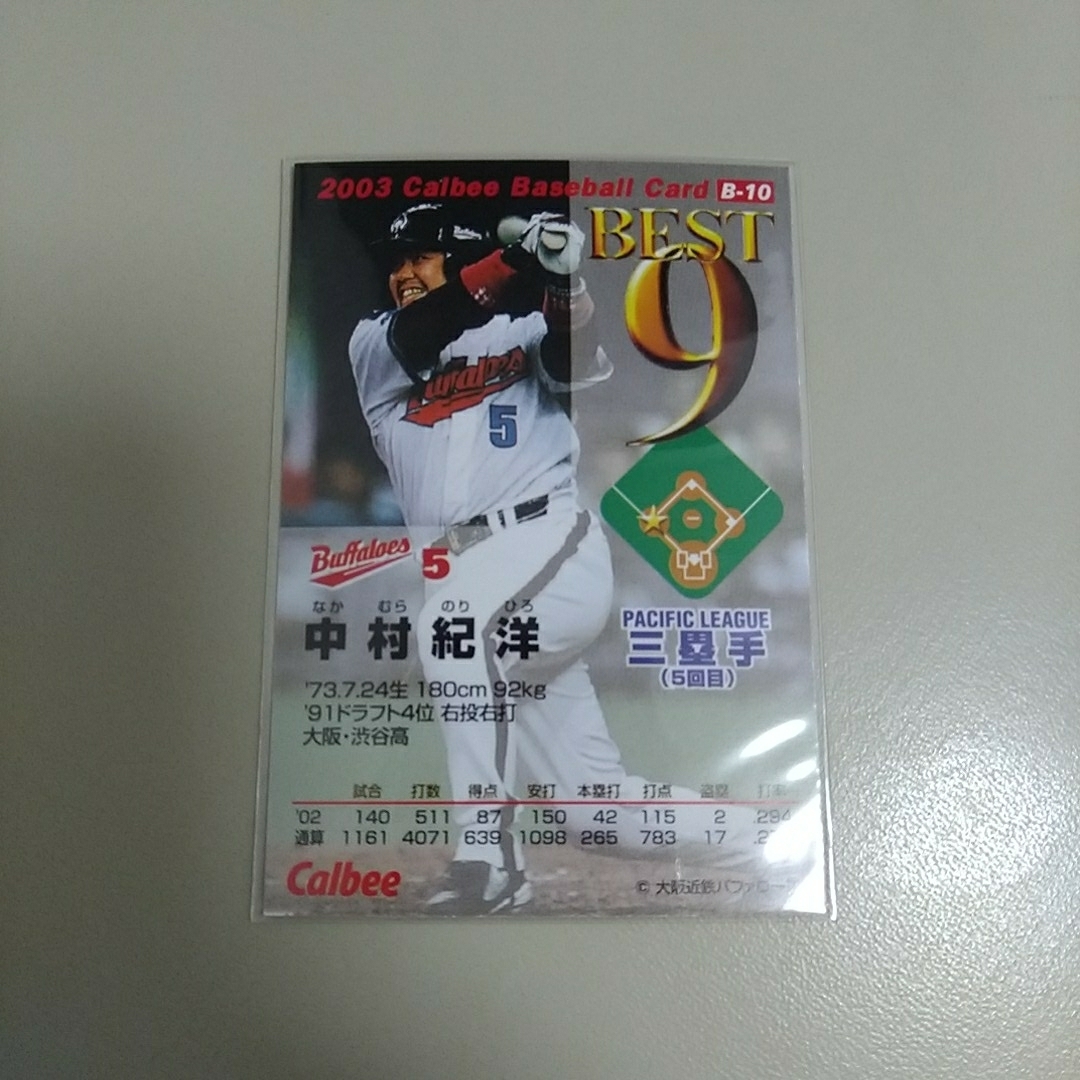 2003 Calbee Baseball Card B-10
BEST
9
Buffaloes
5
Buffaloes 5
なか むら のり ひろ
中村紀洋
PACIFIC LEAGUE
三塁手
(5回目)
'73.7.24生 180cm 92kg
'91ドラフト4位 右投右打
大阪・渋谷高
試合 打数 得点 安打 本塁打 打点 盗塁
'02 140 511 87 150 42 115 2 .294
通算 1161 4071 639 1098 265 783 17
Calbee
© 大阪近鉄バファローズ